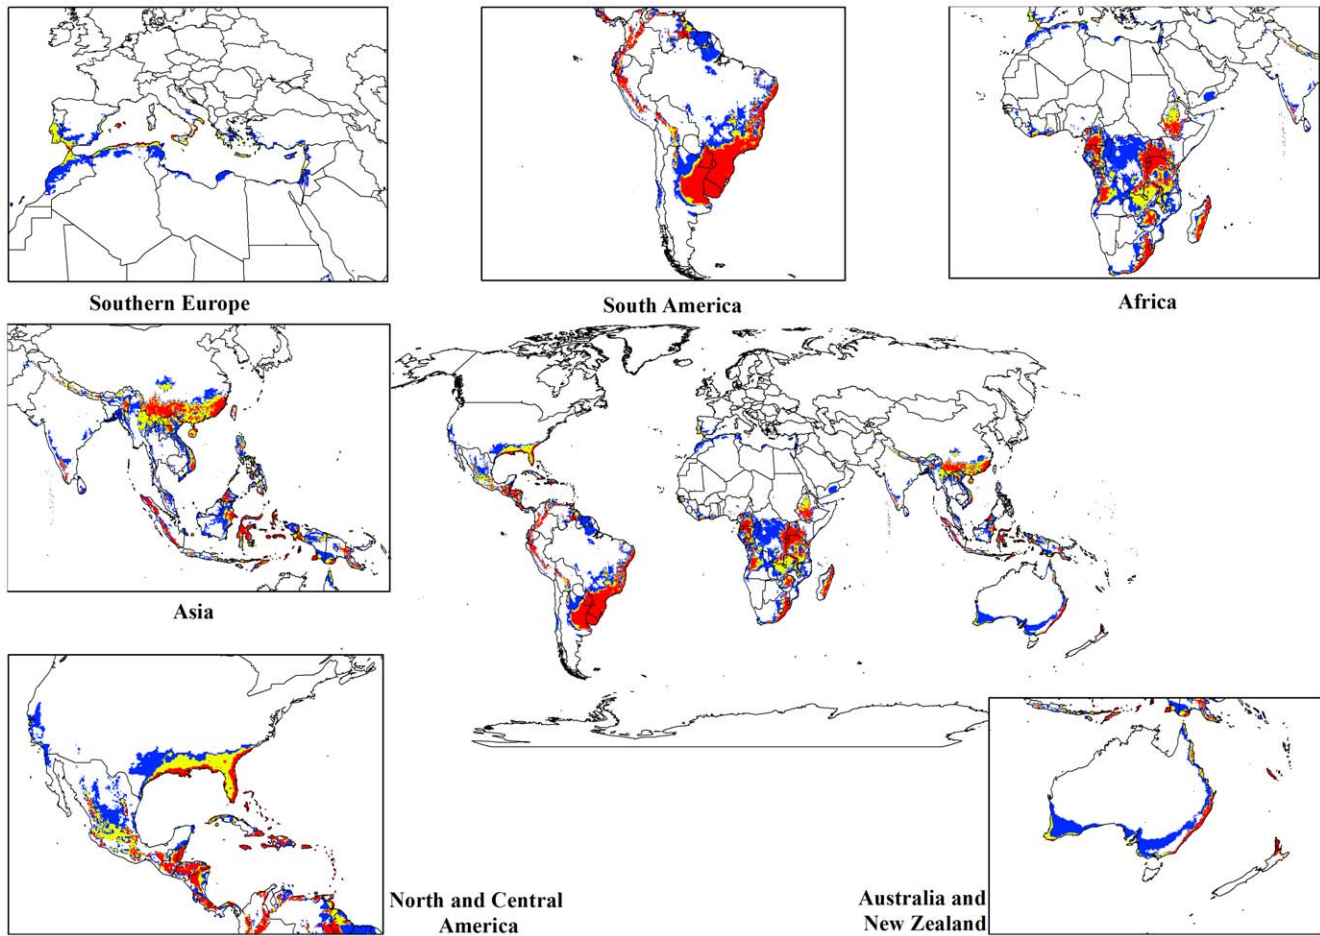 Southern Europe
South America
Africa
Asia
North and Central
America
Australia and
New Zealand